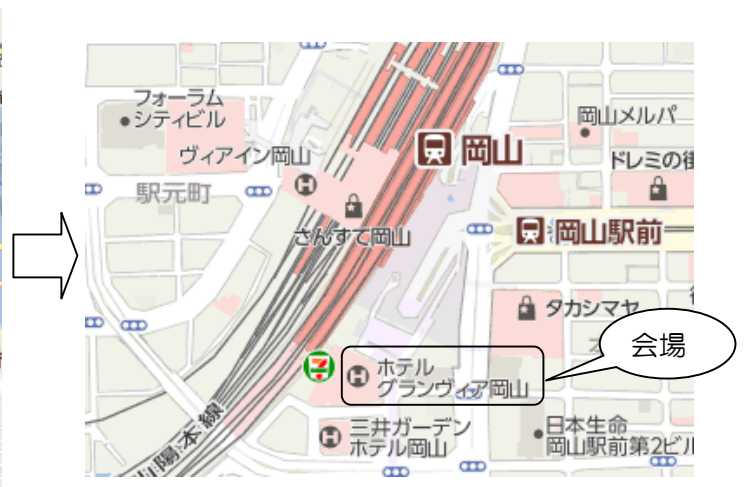 フォーラム
シティビル
岡山
岡山メルパ
ヴィアイン岡山
ドレミの街
駅元町
さんすて岡山
岡山駅前
タカシマヤ
会場
ホテル
グランヴィア岡山
三井ガーデン
ホテル岡山
日本生命
岡山駅前第2ビル
山陽本線